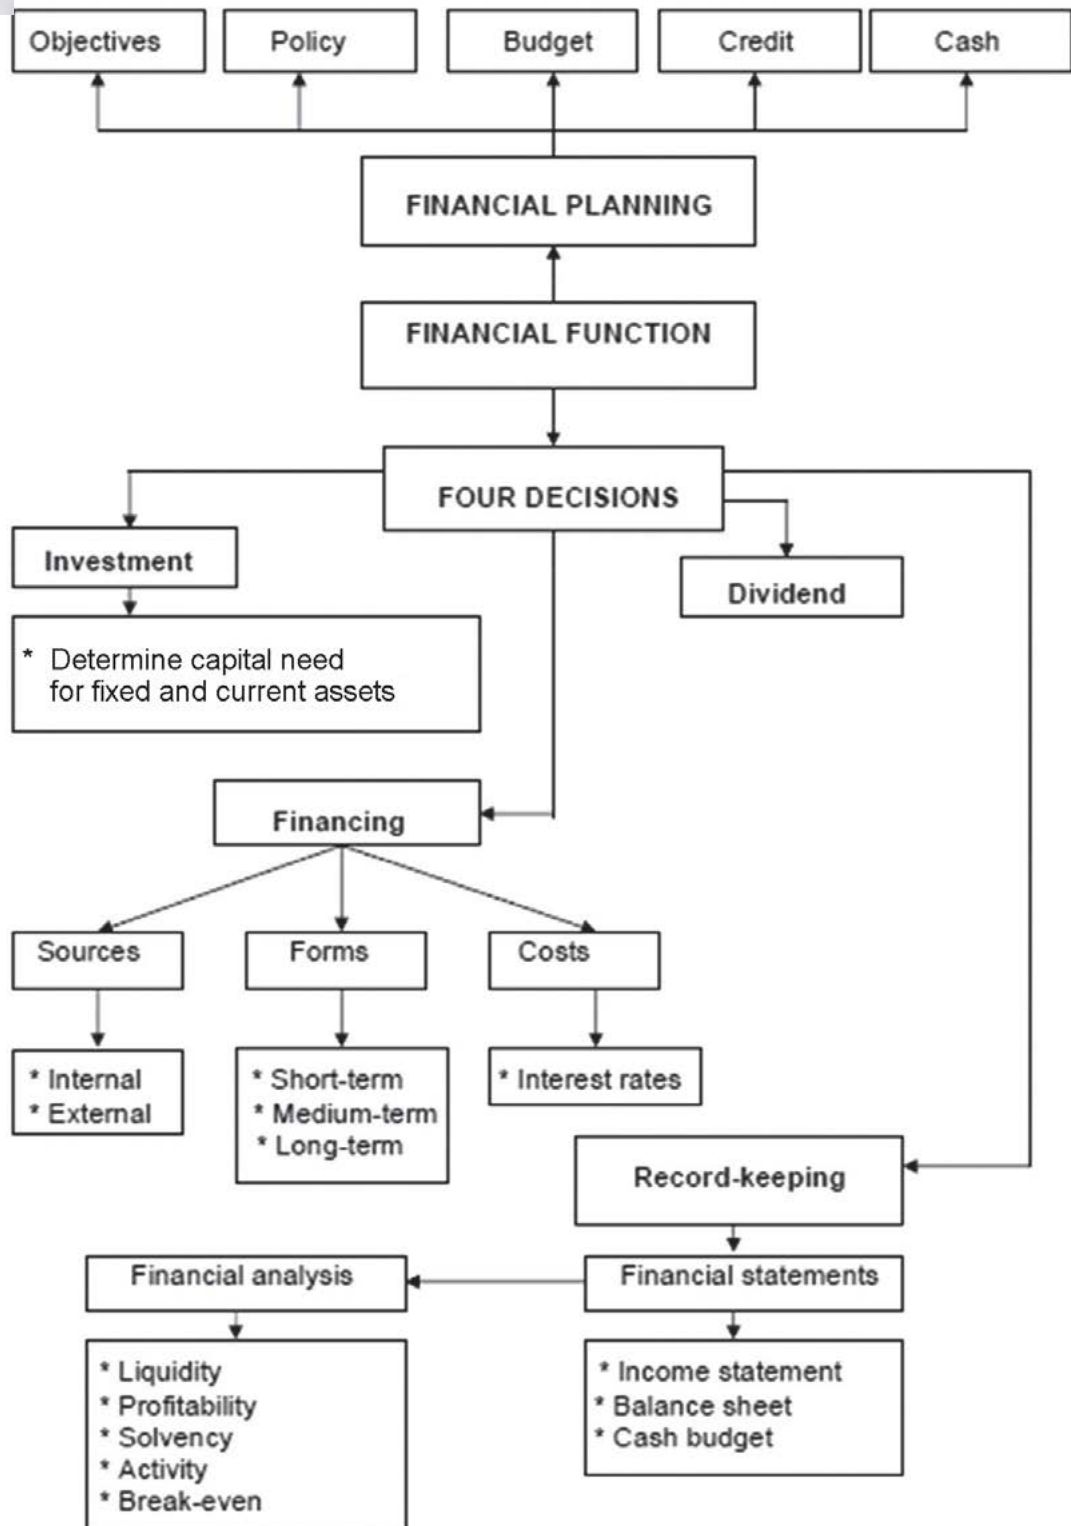 Objectives
Policy
Budget
Credit
Cash
FINANCIAL PLANNING
FINANCIAL FUNCTION
FOUR DECISIONS
Investment
Dividend
* Determine capital need
for fixed and current assets
Financing
Sources
Forms
Costs
* Internal
* External
* Short-term
* Medium-term
* Long-term
* Interest rates
Record-keeping
Financial analysis
Financial statements
* Liquidity
* Profitability
* Solvency
* Activity
* Break-even
* Income statement
* Balance sheet
* Cash budget